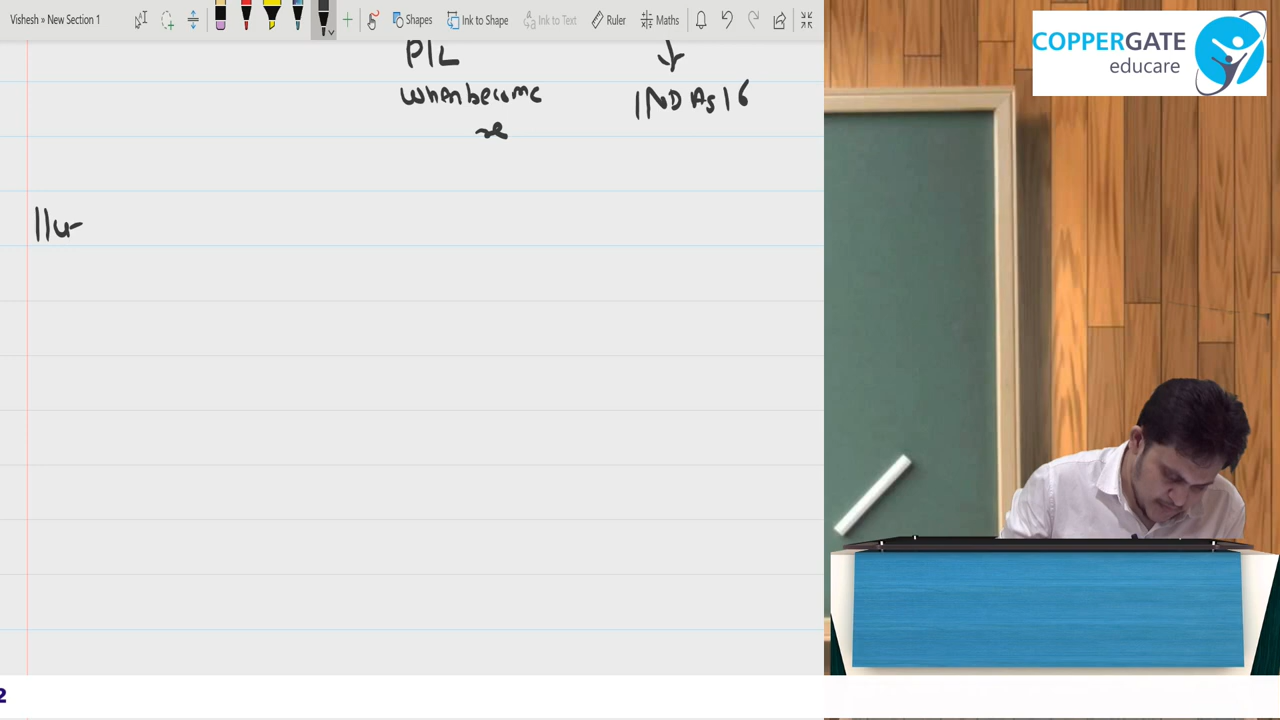 Vishesh » New Section 1
Shapes
Ink to Shape
Ink to Text
Ruler
Maths
COPPERGATE
educare
P/L
When become
IND AS 16
2